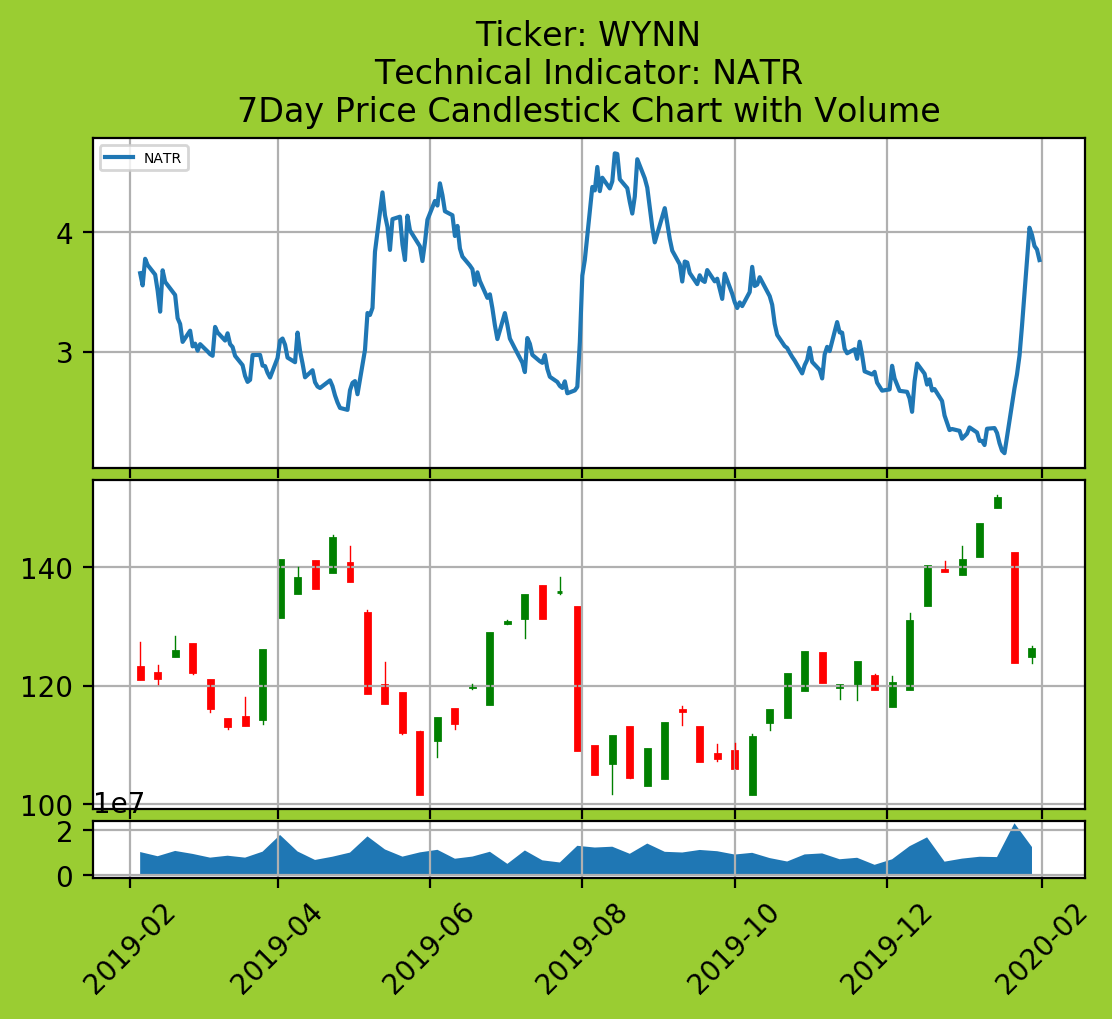 Ticker: WYNN
Technical Indicator: NATR
7Day Price Candlestick Chart with Volume
NATR
4
3
140
120
100
1e7
2
0
2019-02
2019-04
2019-06
2019-08
2019-10
2019-12
2020-02